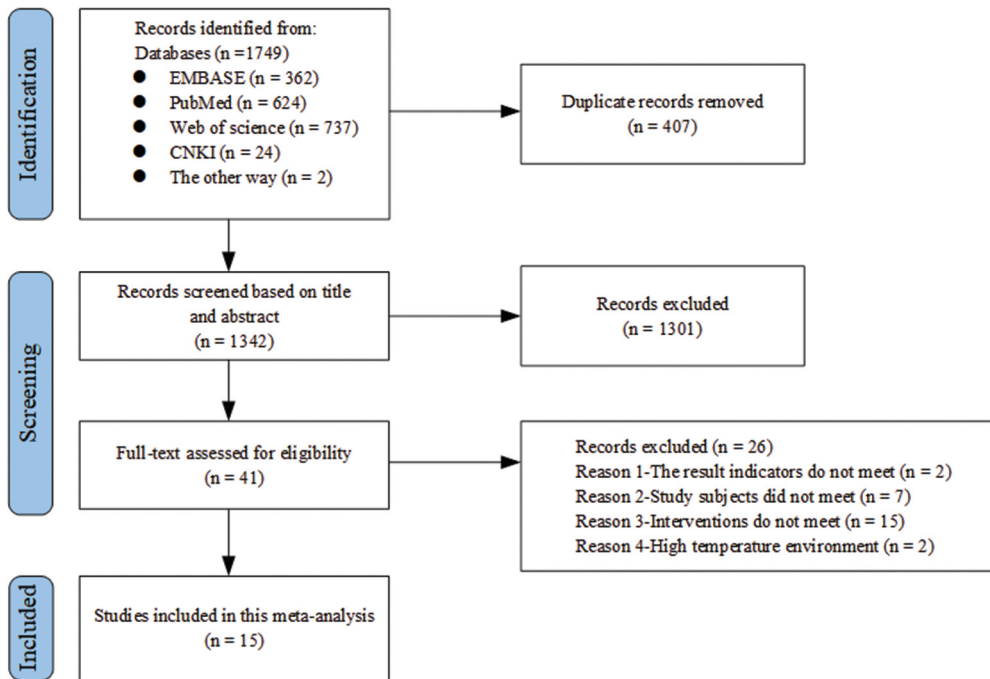 Identification
Records identified from:
Databases (n =1749)
● EMBASE (n = 362)
● PubMed (n = 624)
● Web of science (n = 737)
● CNKI (n = 24)
● The other way (n = 2)
Duplicate records removed
(n = 407)
Screening
Records screened based on title
and abstract
(n = 1342)
Records excluded
(n = 1301)
Full-text assessed for eligibility
(n = 41)
Records excluded (n = 26)
Reason 1-The result indicators do not meet (n = 2)
Reason 2-Study subjects did not meet (n = 7)
Reason 3-Interventions do not meet (n = 15)
Reason 4-High temperature environment (n = 2)
Included
Studies included in this meta-analysis
(n = 15)